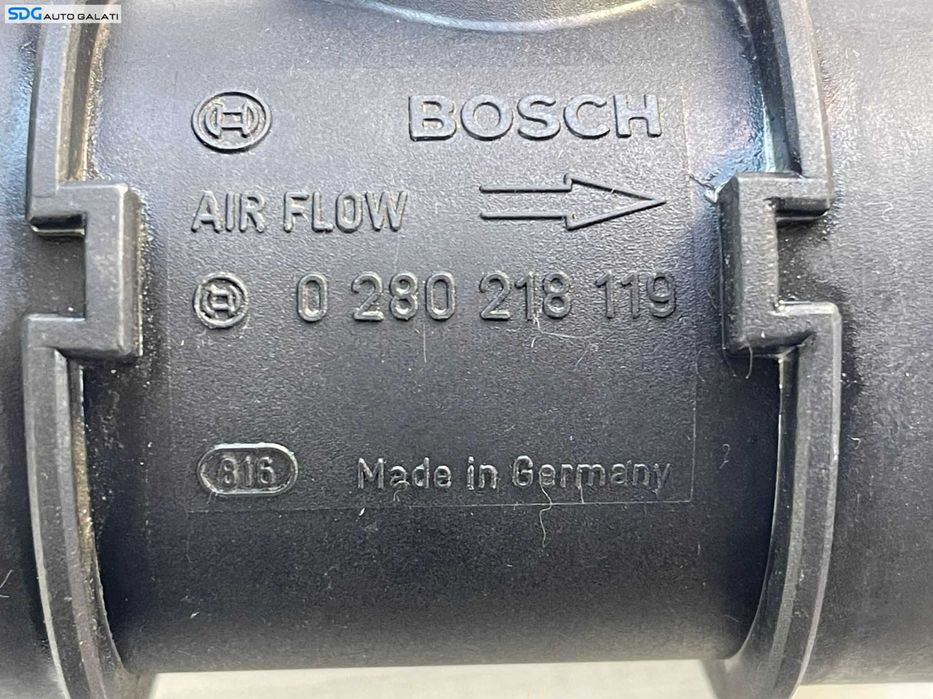 SDG AUTO GALATI
BOSCH
AIR FLOW
0 280 218 119
816
Made in Germany